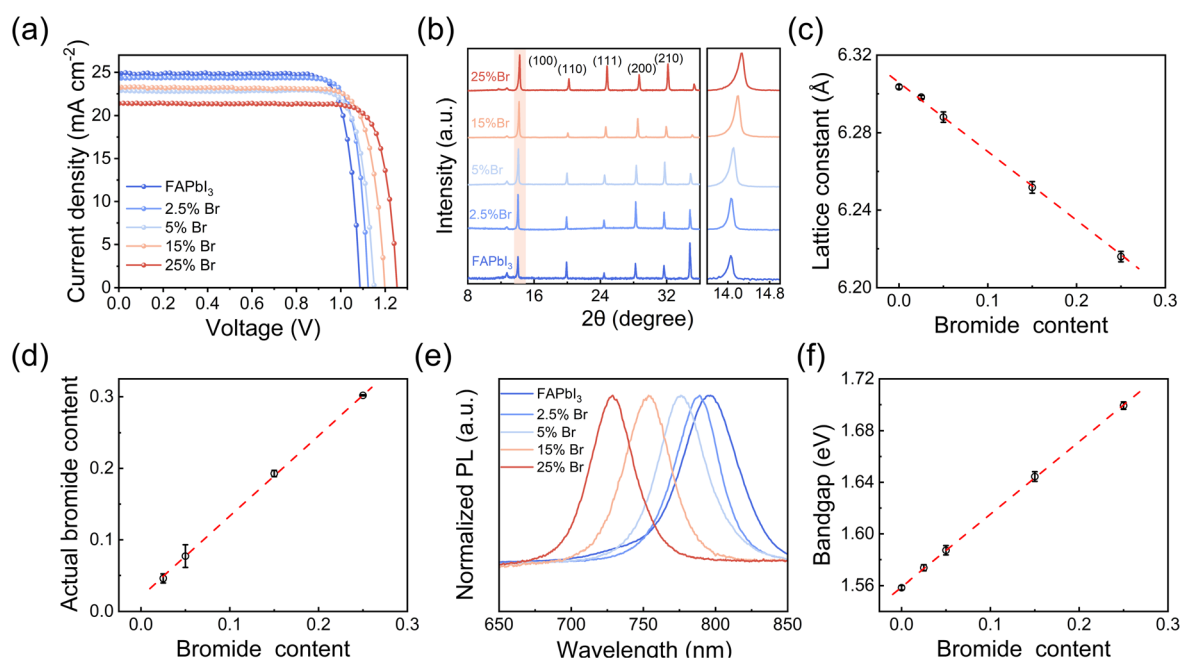 (a)
Current density (mA cm-2)
30
25
20
15
10
5
0
FAPbI3
2.5% Br
5% Br
15% Br
25% Br
0.0 0.2 0.4 0.6 0.8 1.0 1.2
Voltage (V)
(b)
Intensity (a.u.)
25%Br
15%Br
5%Br
2.5%Br
FAPbI3
(100) (110) (111) (200) (210)
8 16 24 32 14.0 14.8
2θ (degree)
(c)
Lattice constant (Å)
6.32
6.28
6.24
6.20
0.0 0.1 0.2 0.3
Bromide content
(d)
Actual bromide content
0.3
0.2
0.1
0.0
0.0 0.1 0.2 0.3
Bromide content
(e)
Normalized PL (a.u.)
FAPbI3
2.5% Br
5% Br
15% Br
25% Br
650 700 750 800 850
Wavelength (nm)
(f)
Bandgap (eV)
1.72
1.68
1.64
1.60
1.56
0.0 0.1 0.2 0.3
Bromide content